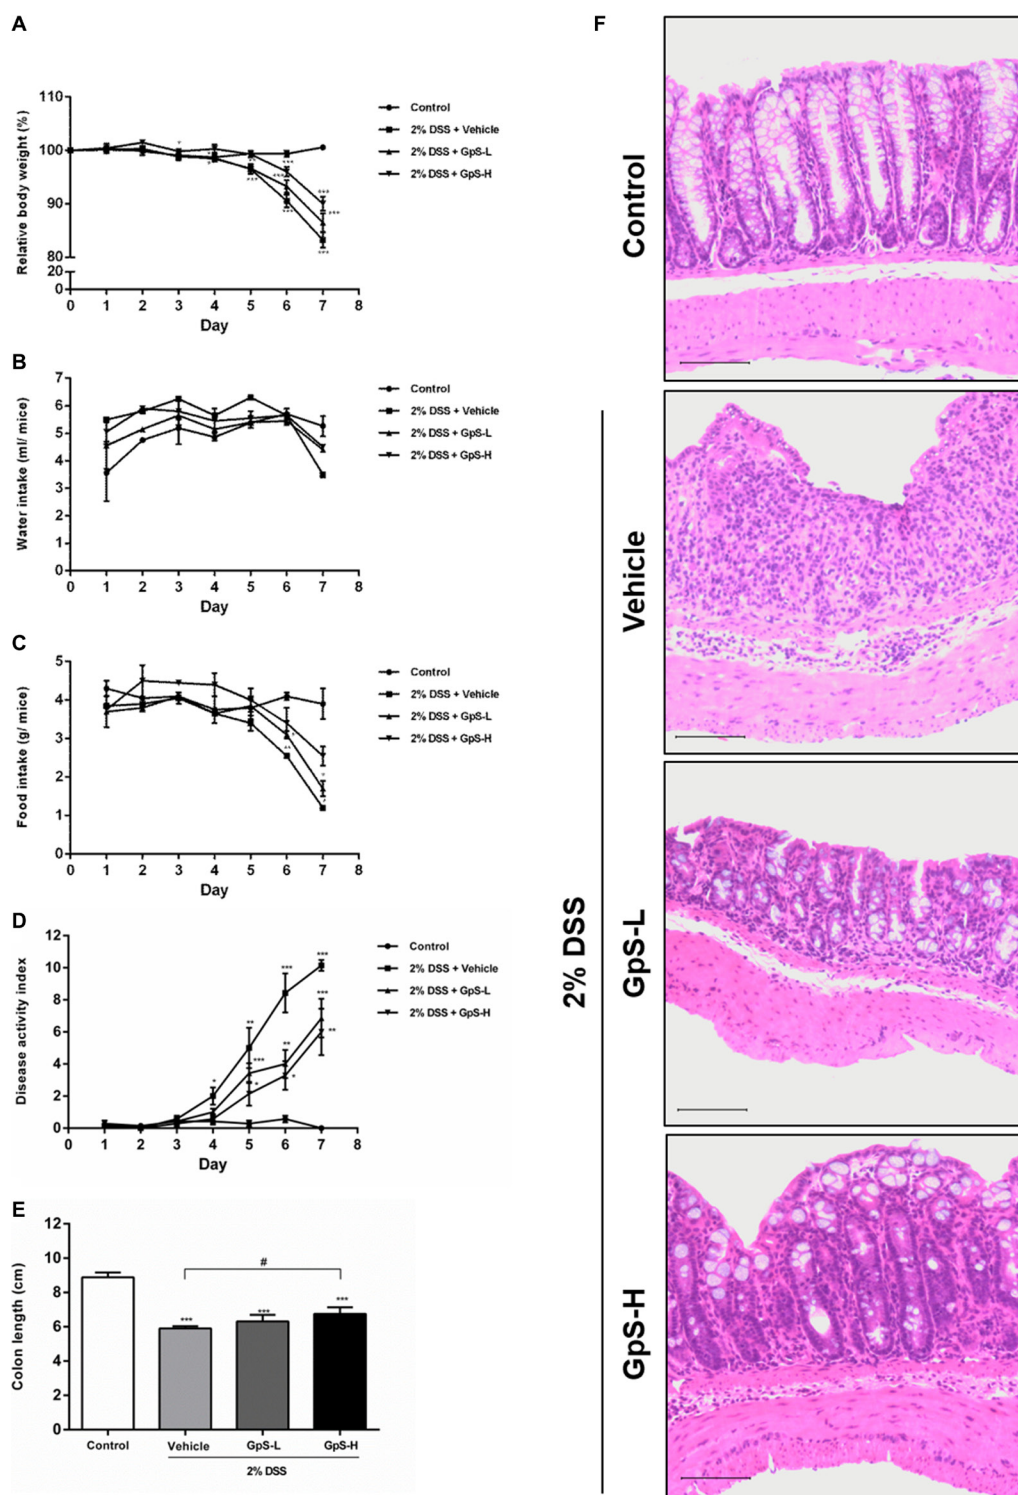 A
Relative body weight (%)
110
100
90
80
20
0
0 1 2 3 4 5 6 7 8
Day
Control
2% DSS + Vehicle
2% DSS + GpS-L
2% DSS + GpS-H
B
Water intake (ml/ mice)
7
6
5
4
3
2
1
0
0 1 2 3 4 5 6 7 8
Day
Control
2% DSS + Vehicle
2% DSS + GpS-L
2% DSS + GpS-H
C
Food intake (g/ mice)
5
4
3
2
1
0
0 1 2 3 4 5 6 7 8
Day
Control
2% DSS + Vehicle
2% DSS + GpS-L
2% DSS + GpS-H
D
Disease activity index
12
10
8
6
4
2
0
0 1 2 3 4 5 6 7 8
Day
Control
2% DSS + Vehicle
2% DSS + GpS-L
2% DSS + GpS-H
E
Colon length (cm)
12
10
8
6
4
2
0
#
***
***
***
Control Vehicle GpS-L GpS-H
2% DSS
F
Control
Vehicle
GpS-L
GpS-H
2% DSS